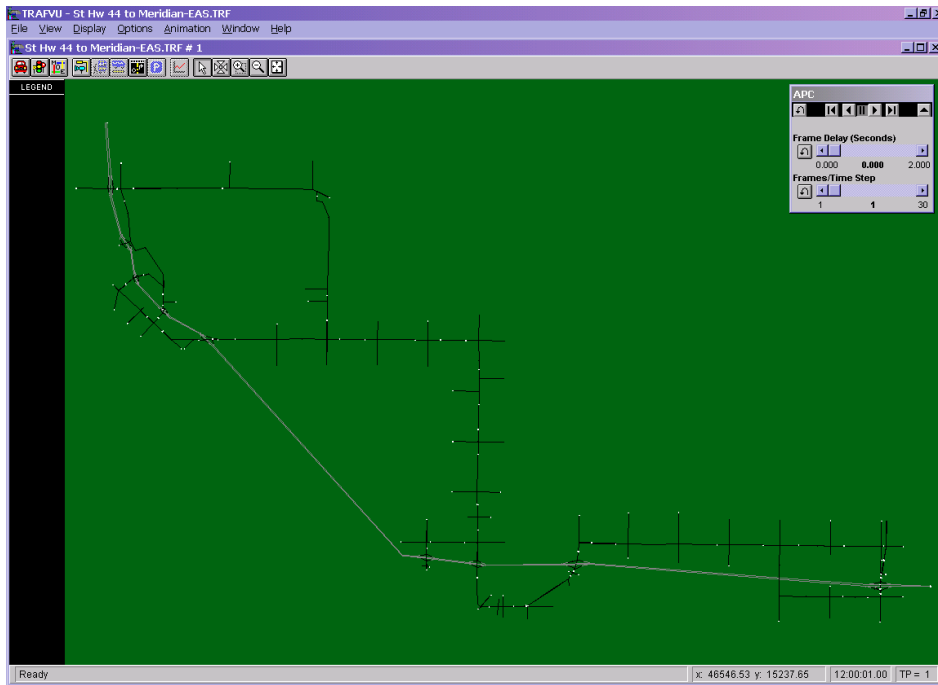 TRAFVU - St Hw 44 to Meridian-EAS.TRF
File View Display Options Animation Window Help
St Hw 44 to Meridian-EAS.TRF # 1
LEGEND
APC
Frame Delay (Seconds)
0.000 0.000 2.000
Frames/Time Step
1 1 30
Ready x: 46546.53 y: 15237.65 12:00:01.00 TP = 1